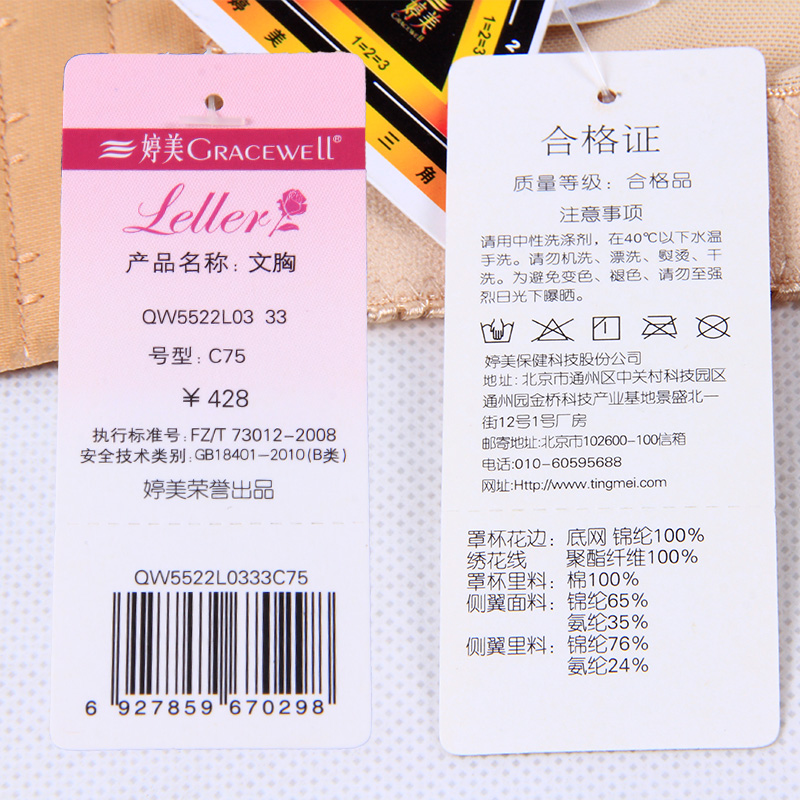 婷美
GRACEWEll
1=2=3
1=2=3
2
婷 美
三 角
婷美GRACEWEll®
Leller
产品名称：文胸
QW5522L03 33
号型：C75
￥428
执行标准号：FZ/T 73012-2008
安全技术类别：GB18401-2010(B类)
婷美荣誉出品
QW5522L0333C75
6 927859 670298
合格证
质量等级：合格品
注意事项
请用中性洗涤剂，在40℃以下水温
手洗。请勿机洗、漂洗、熨烫、干
洗。为避免变色、褪色、请勿至强
烈日光下曝晒。
婷美保健科技股份公司
地址：北京市通州区中关村科技园区
通州园金桥科技产业基地景盛北一
街12号1号厂房
邮寄地址:北京市102600-100信箱
电话:010-60595688
网址:Http://www.tingmei.com
罩杯花边：底网 锦纶100%
绣花线 聚酯纤维100%
罩杯里料：棉100%
侧翼面料：锦纶65%
氨纶35%
侧翼里料：锦纶76%
氨纶24%